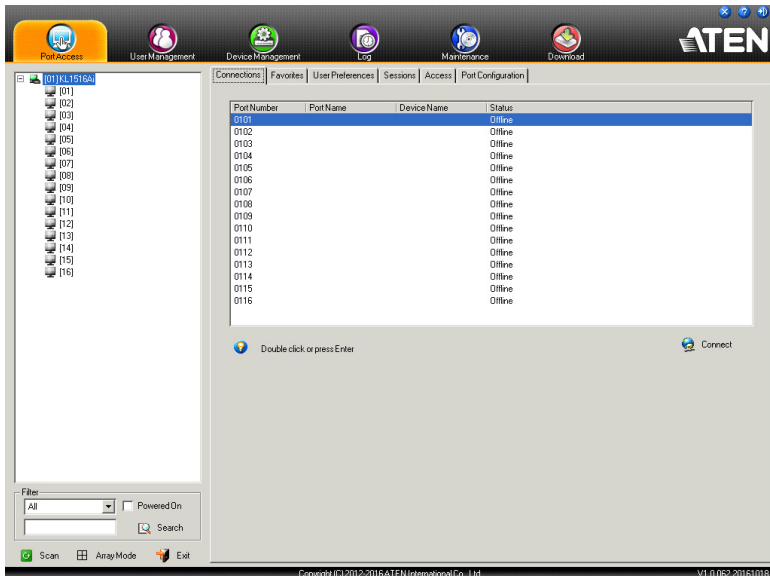 ATEN
Port Access User Management Device Management Log Maintenance Download
Connections Favorites User Preferences Sessions Access Port Configuration
[01]KL1516Ai
[01]
[02]
[03]
[04]
[05]
[06]
[07]
[08]
[09]
[10]
[11]
[12]
[13]
[14]
[15]
[16]
Port Number Port Name Device Name Status
0101 Offline
0102 Offline
0103 Offline
0104 Offline
0105 Offline
0106 Offline
0107 Offline
0108 Offline
0109 Offline
0110 Offline
0111 Offline
0112 Offline
0113 Offline
0114 Offline
0115 Offline
0116 Offline
Double click or press Enter
Connect
Filter
All Powered On
Search
Scan Array Mode Exit
Copyright (C) 2012-2016 ATEN International Co., Ltd. V1.0.062.20161018